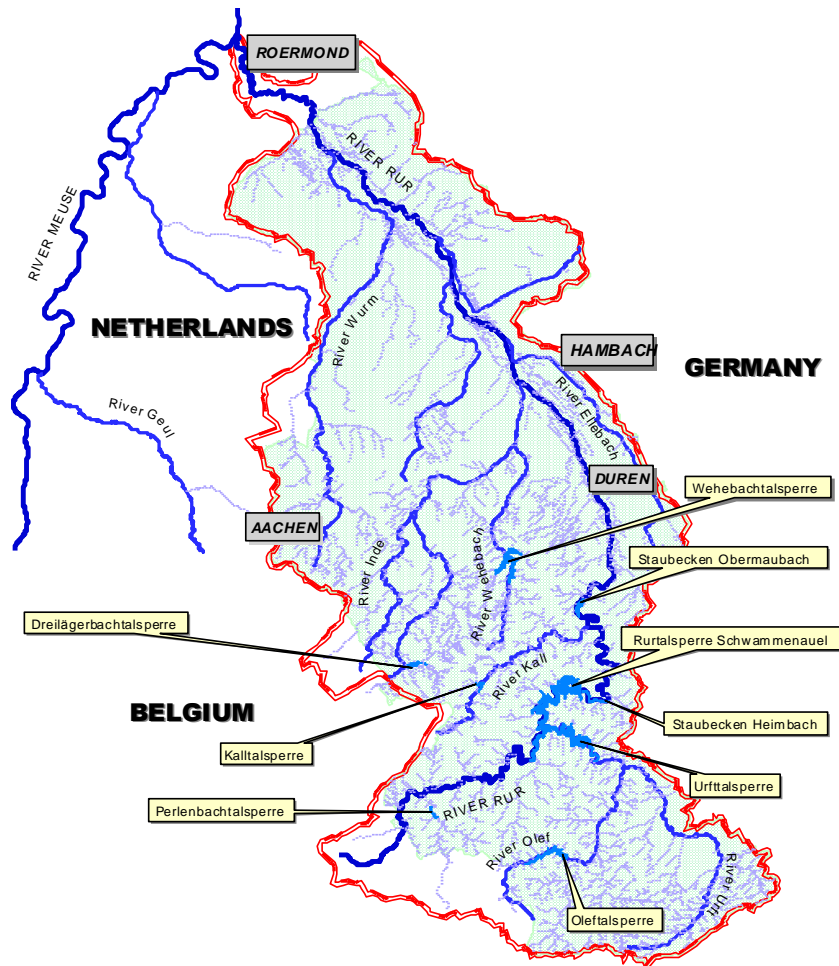 ROERMOND
RIVER RUR
RIVER MEUSE
NETHERLANDS
River Wurm
HAMBACH
GERMANY
River Ellebach
River Geul
DUREN
Wehebachtalsperre
AACHEN
Staubecken Obermaubach
River Inde
River Wehebach
Dreilägerbachtalsperre
Rurtalsperre Schwammenauel
River Kall
BELGIUM
Staubecken Heimbach
Kalltalsperre
Urfttalsperre
Perlenbachtalsperre
RIVER RUR
River Olef
River Urft
Oleftalsperre